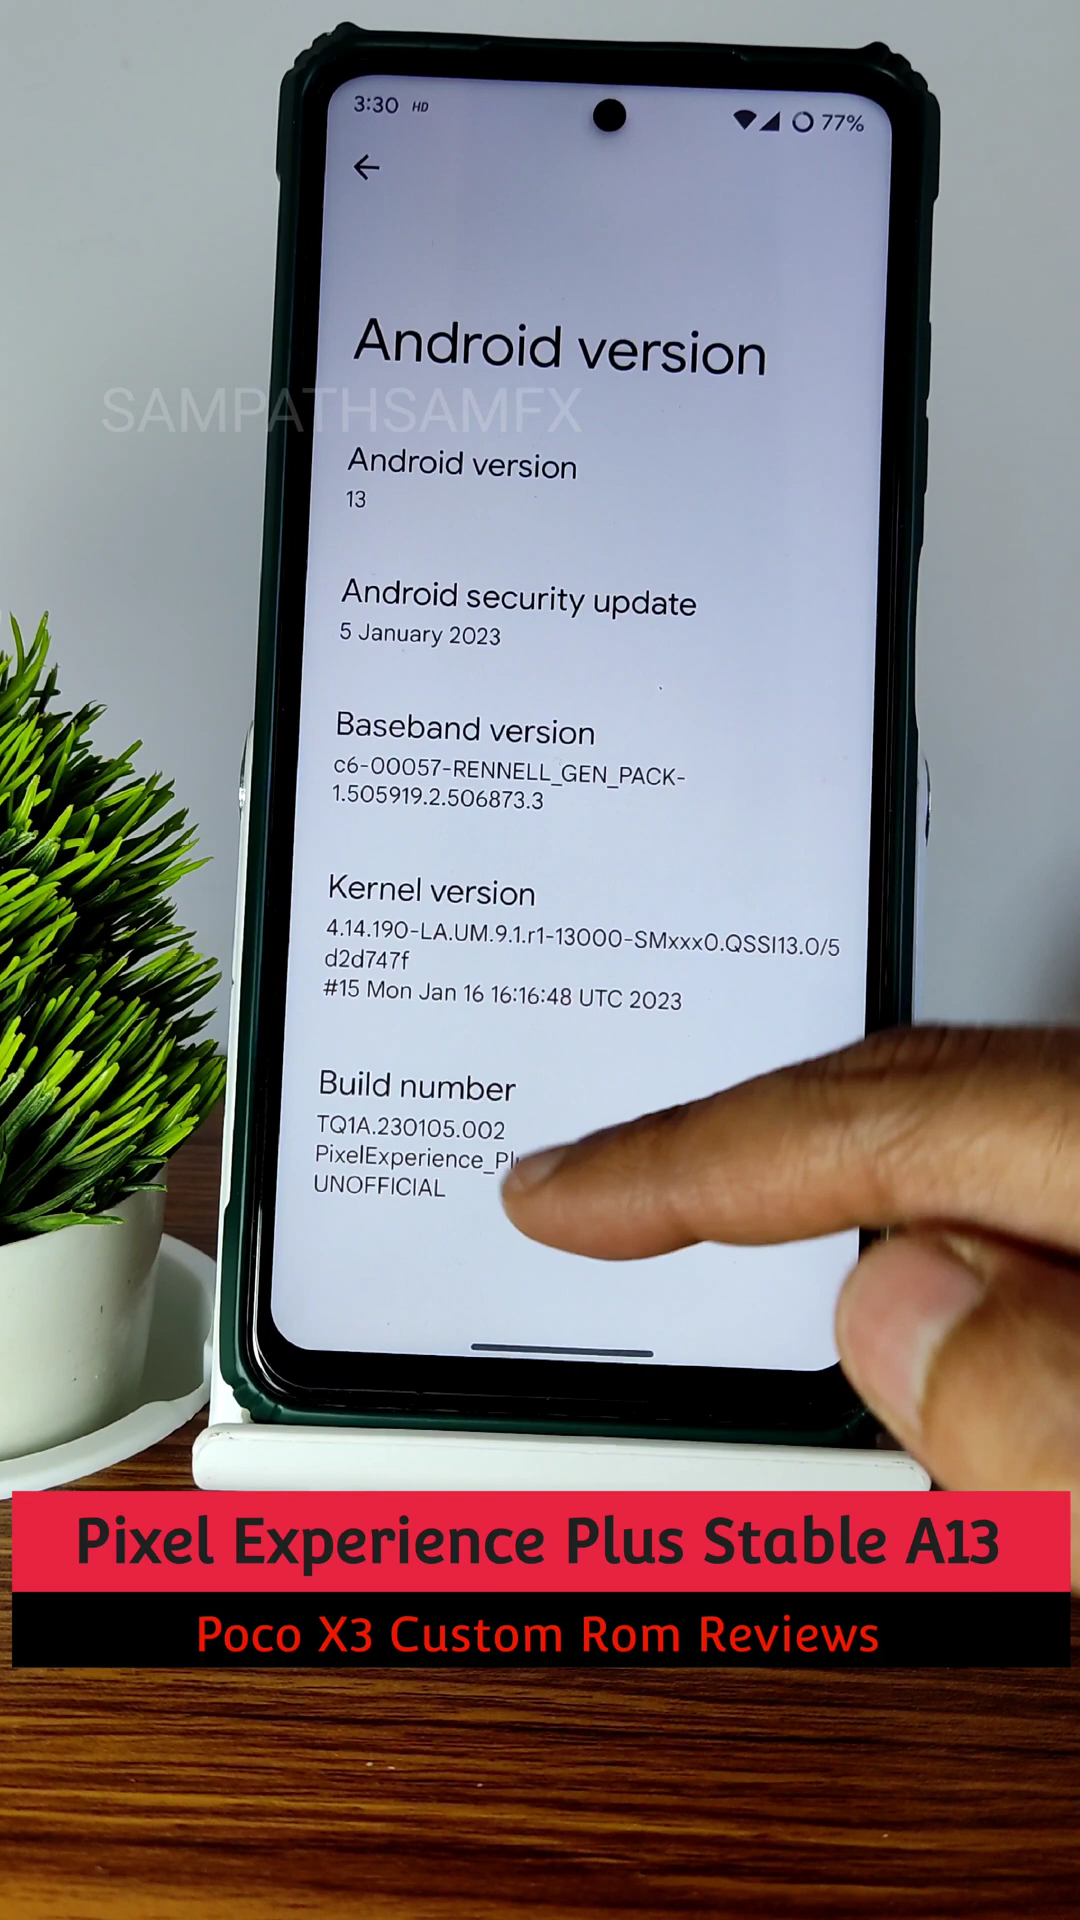 3:30 HD 77%
Android version
SAMPATHSAMFX
Android version
13
Android security update
5 January 2023
Baseband version
c6-00057-RENNELL_GEN_PACK-
1.505919.2.506873.3
Kernel version
4.14.190-LA.UM.9.1.r1-13000-SMxxx0.QSSI13.0/5
d2d747f
#15 Mon Jan 16 16:16:48 UTC 2023
Build number
TQ1A.230105.002
UNOFFICIAL
Pixel Experience Plus Stable A13
Poco X3 Custom Rom Reviews